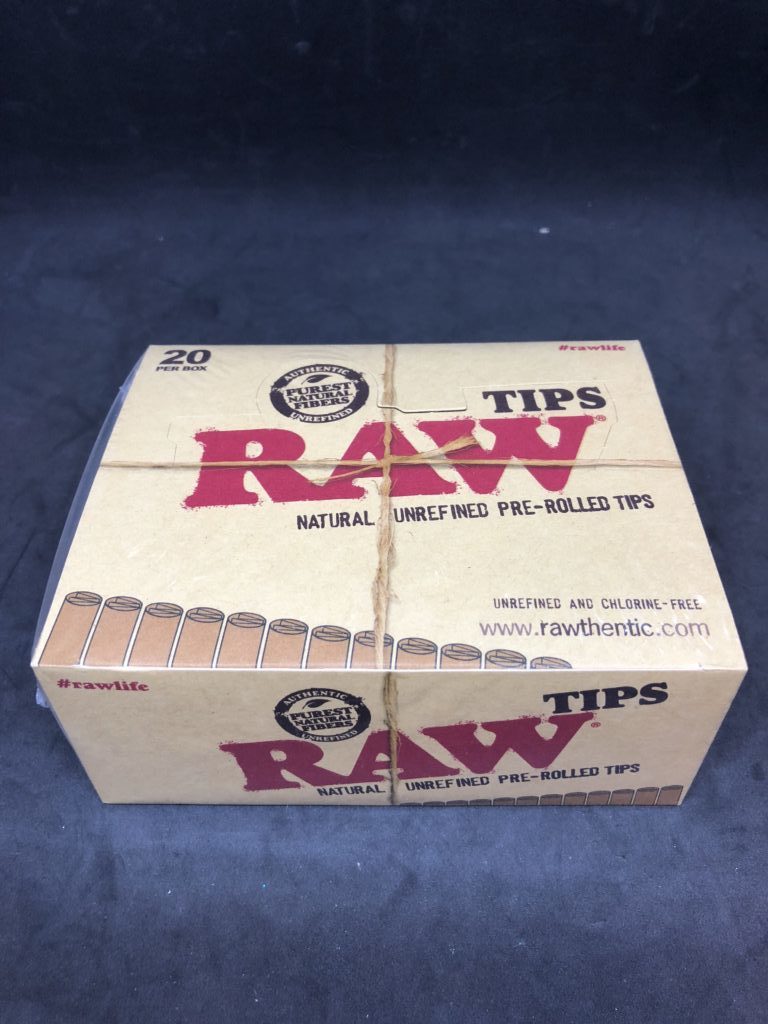 20
PER BOX
#rawlife
AUTHENTIC
PUREST
NATURAL
FIBERS
UNREFINED
TIPS
RAW®
NATURAL UNREFINED PRE-ROLLED TIPS
UNREFINED AND CHLORINE-FREE
www.rawthentic.com
#rawlife
AUTHENTIC
PUREST
NATURAL
FIBERS
UNREFINED
TIPS
RAW®
NATURAL UNREFINED PRE-ROLLED TIPS